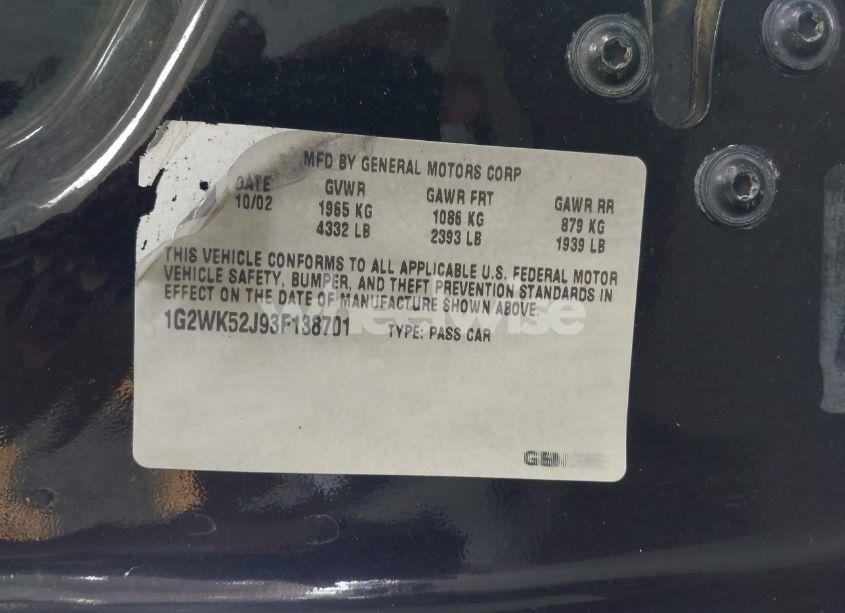 MFD BY GENERAL MOTORS CORP
DATE GVWR GAWR FRT GAWR RR
10/02 1965 KG 1086 KG 879 KG
4332 LB 2393 LB 1939 LB
THIS VEHICLE CONFORMS TO ALL APPLICABLE U.S. FEDERAL MOTOR
VEHICLE SAFETY, BUMPER, AND THEFT PREVENTION STANDARDS IN
EFFECT ON THE DATE OF MANUFACTURE SHOWN ABOVE.
1G2WK52J93F138701 TYPE: PASS CAR
wheelwise